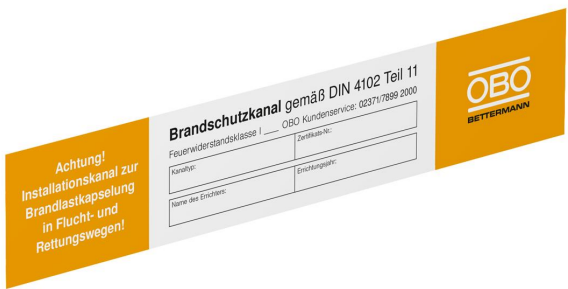 Achtung!
Installationskanal zur
Brandlastkapselung
in Flucht- und
Rettungswegen!
Brandschutzkanal gemäß DIN 4102 Teil 11
Feuerwiderstandsklasse I ___ OBO Kundenservice: 02371/7899 2000
Kanaltyp:
Zertifikats-Nr.:
Name des Errichters:
Errichtungsjahr:
OBO
BETTERMANN